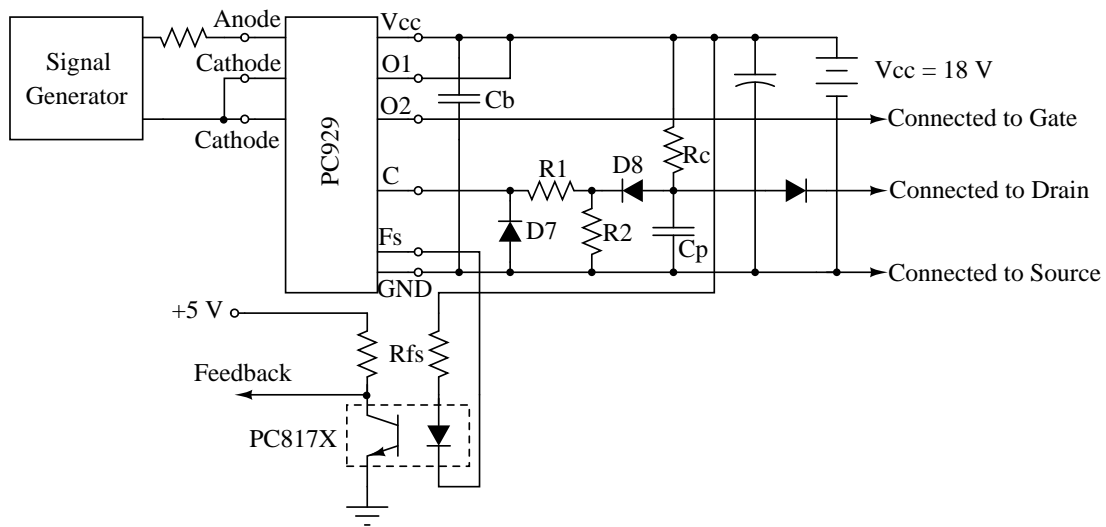 Signal
Generator
Anode
Cathode
Cathode
PC929
Vcc
O1
O2
C
Fs
GND
Cb
R1
D8
Rc
D7
R2
Cp
Vcc = 18 V
Connected to Gate
Connected to Drain
Connected to Source
+5 V
Rfs
Feedback
PC817X